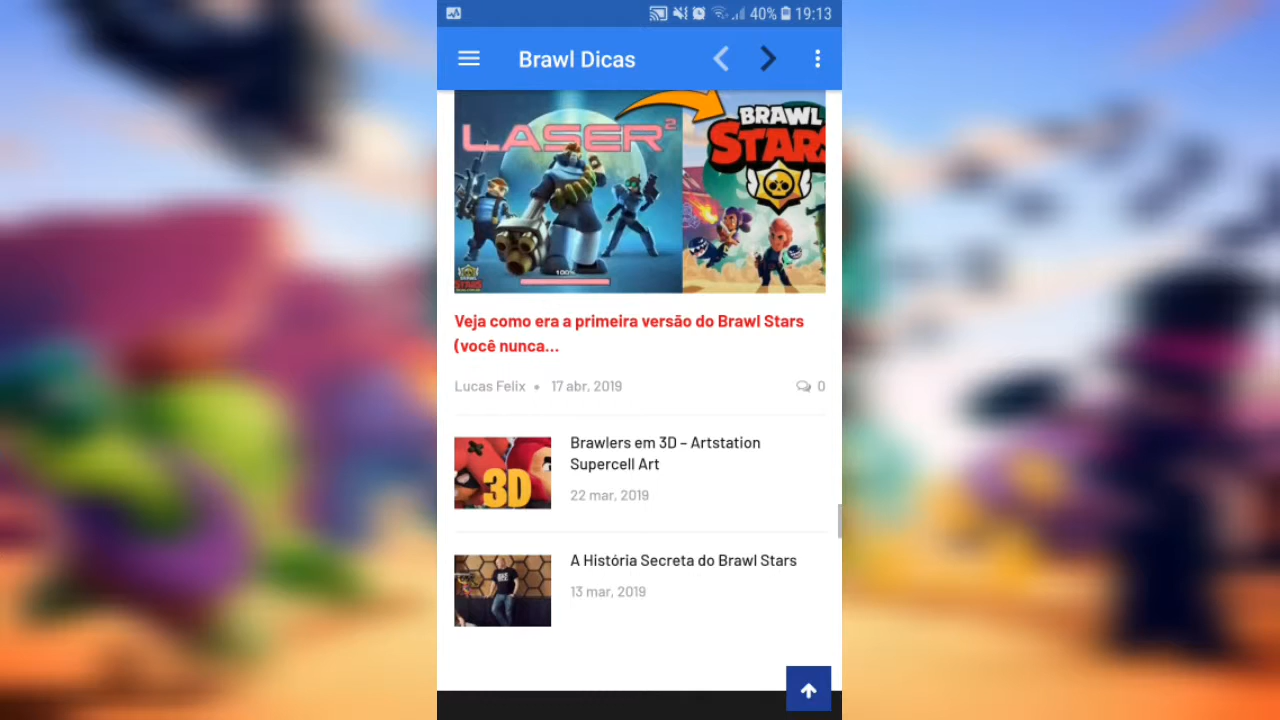 40% 19:13
Brawl Dicas
LASER²
BRAWL
STARS
100%
Veja como era a primeira versão do Brawl Stars
(você nunca...
Lucas Felix • 17 abr, 2019 0
Brawlers em 3D – Artstation
Supercell Art
22 mar, 2019
3D
A História Secreta do Brawl Stars
13 mar, 2019